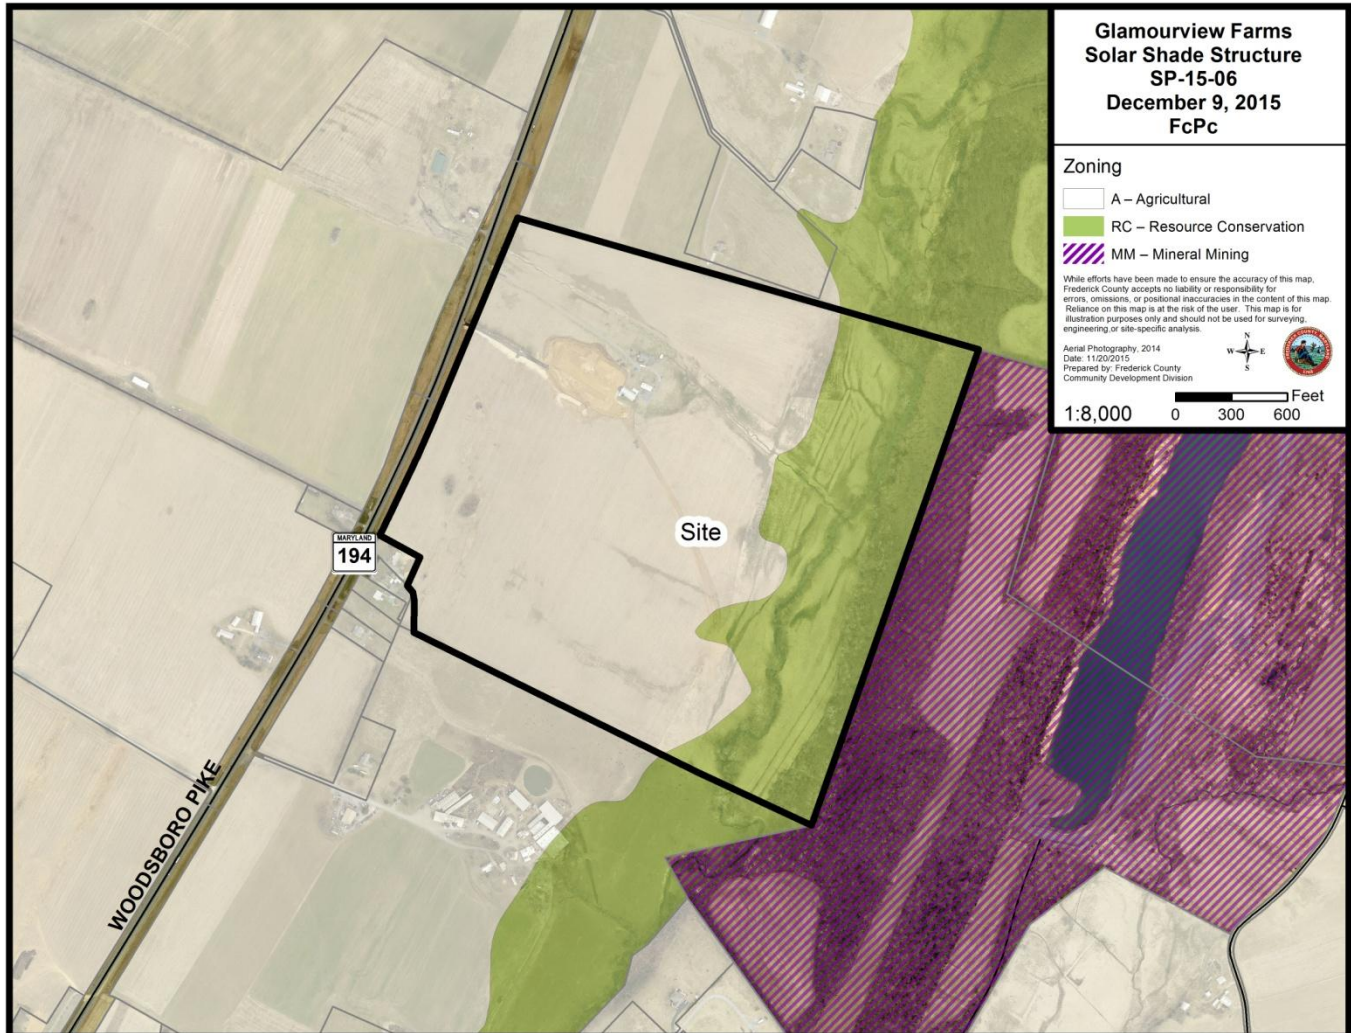 Glamourview Farms
Solar Shade Structure
SP-15-06
December 9, 2015
FcPc
Zoning
A – Agricultural
RC – Resource Conservation
MM – Mineral Mining
While efforts have been made to ensure the accuracy of this map,
Frederick County accepts no liability or responsibility for
errors, omissions, or positional inaccuracies in the content of this map.
Reliance on this map is at the risk of the user. This map is for
illustration purposes only and should not be used for surveying,
engineering,or site-specific analysis.
Aerial Photography, 2014
Date: 11/20/2015
Prepared by: Frederick County
Community Development Division
N
W E
S
1:8,000
Feet
0 300 600
Site
MARYLAND
194
WOODSBORO PIKE